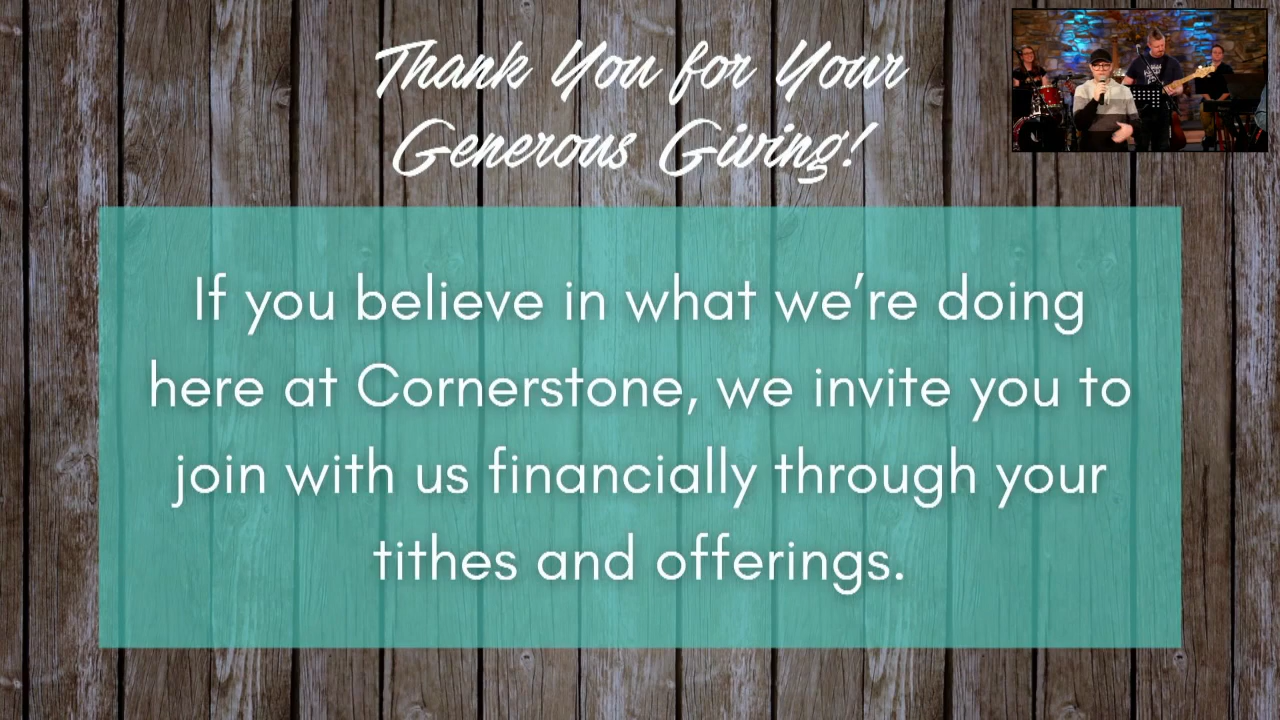 Thank You for Your
Generous Giving!
If you believe in what we’re doing
here at Cornerstone, we invite you to
join with us financially through your
tithes and offerings.